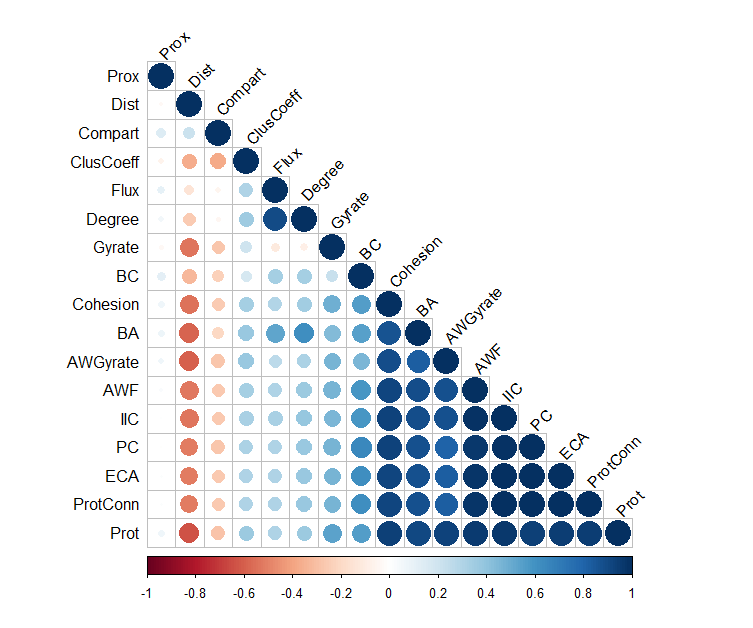 Prox
Prox
Dist
Dist
Compart
Compart
ClusCoeff
ClusCoeff
Flux
Flux
Degree
Degree
Gyrate
Gyrate
BC
BC
Cohesion
Cohesion
BA
BA
AWGyrate
AWGyrate
AWF
AWF
IIC
IIC
PC
PC
ECA
ECA
ProtConn
ProtConn
Prot
Prot
-1 -0.8 -0.6 -0.4 -0.2 0 0.2 0.4 0.6 0.8 1